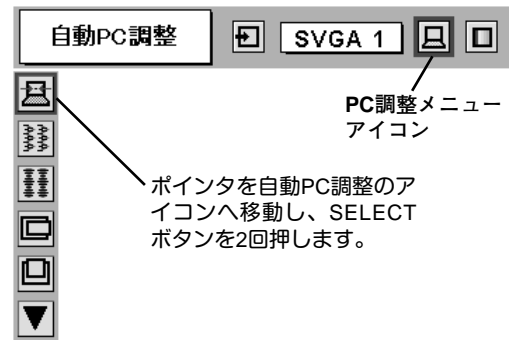 自動PC調整
SVGA 1
PC調整メニュー
アイコン
ポインタを自動PC調整のア
イコンへ移動し、SELECT
ボタンを2回押します。